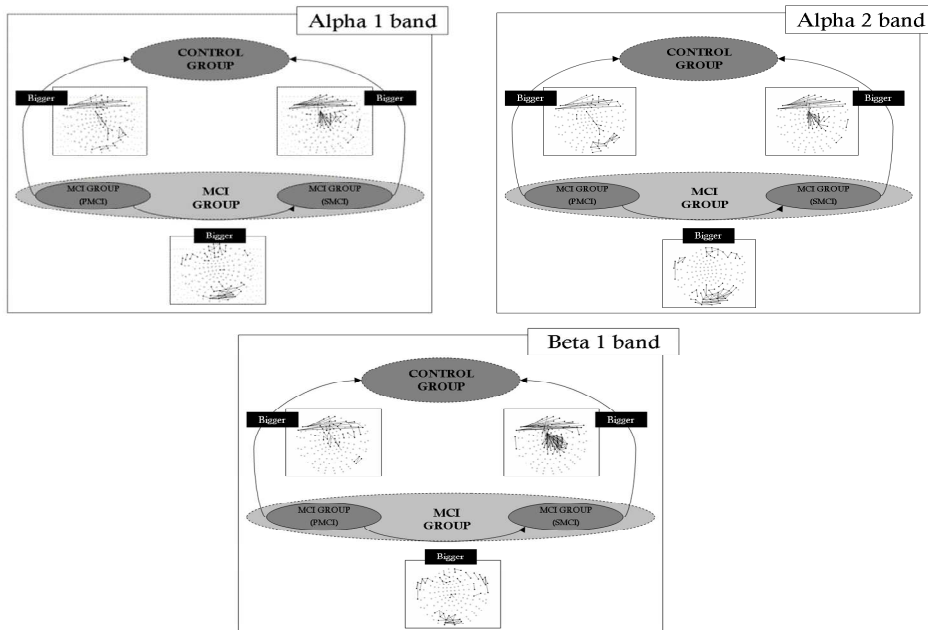 Alpha 1 band
CONTROL
GROUP
Bigger
Bigger
MCI GROUP
(PMCI)
MCI
GROUP
MCI GROUP
(SMCI)
Bigger
Alpha 2 band
CONTROL
GROUP
Bigger
Bigger
MCI GROUP
(PMCI)
MCI
GROUP
MCI GROUP
(SMCI)
Bigger
Beta 1 band
CONTROL
GROUP
Bigger
Bigger
MCI GROUP
(PMCI)
MCI
GROUP
MCI GROUP
(SMCI)
Bigger